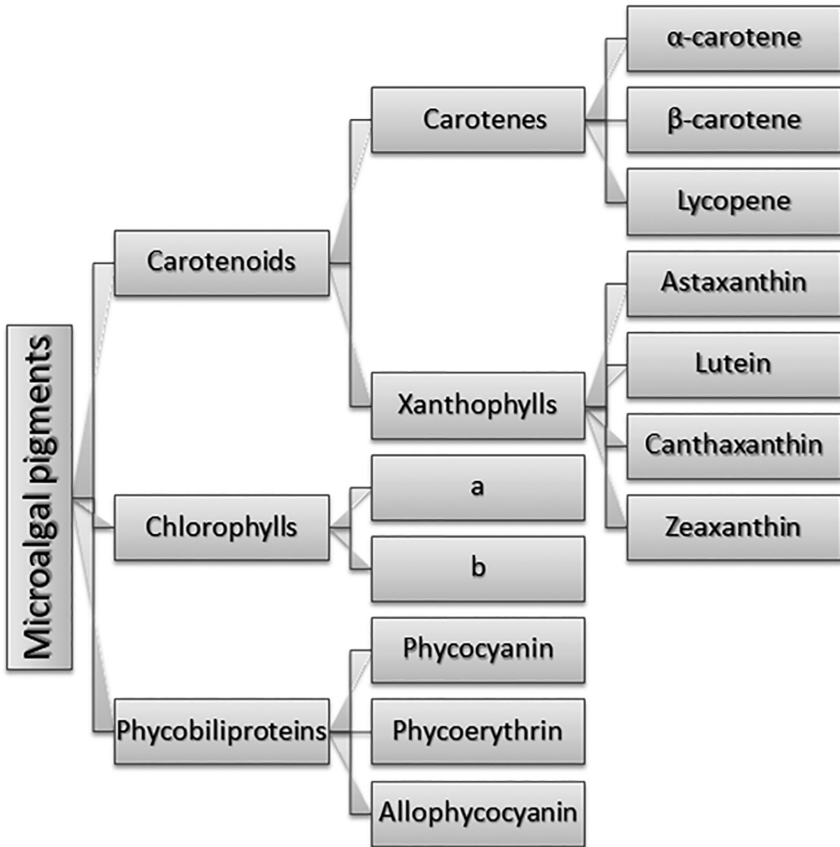 Microalgal pigments
Carotenoids
Carotenes
α-carotene
β-carotene
Lycopene
Xanthophylls
Astaxanthin
Lutein
Canthaxanthin
Zeaxanthin
Chlorophylls
a
b
Phycobiliproteins
Phycocyanin
Phycoerythrin
Allophycocyanin